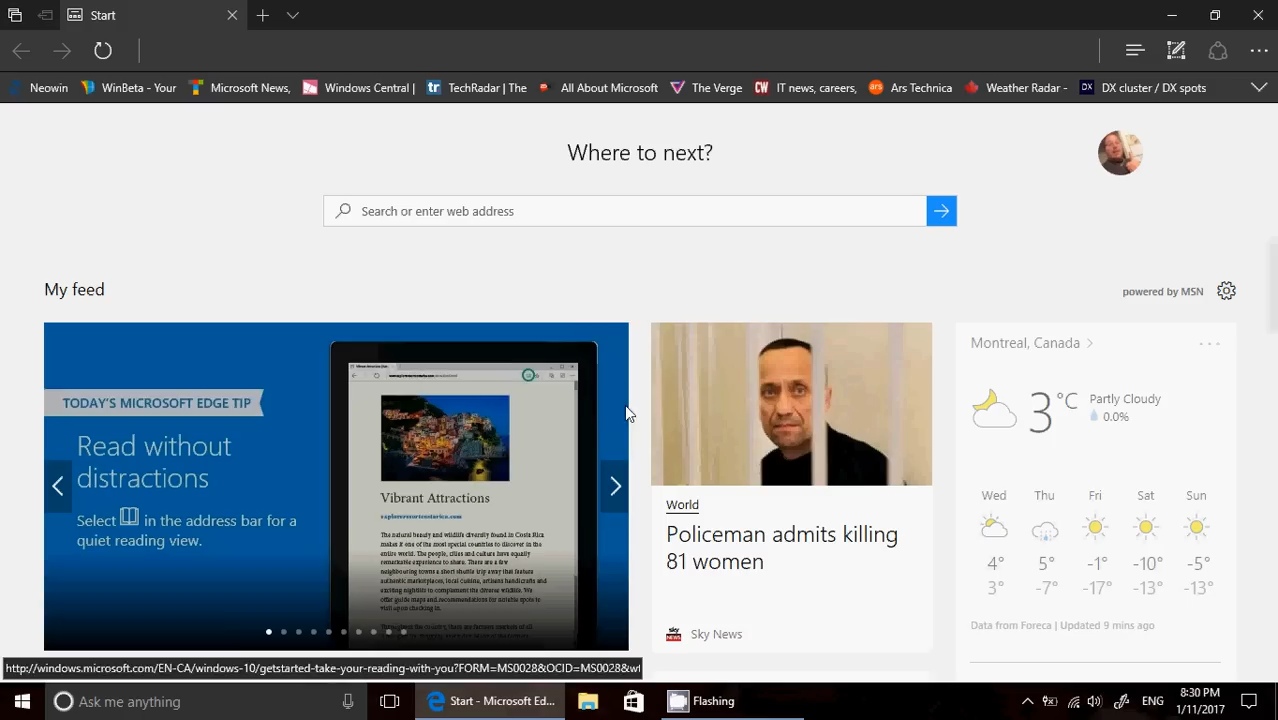 Start
Neowin
WinBeta - Your
Microsoft News,
Windows Central |
tr
TechRadar | The
All About Microsoft
The Verge
CW
IT news, careers,
ars
Ars Technica
Weather Radar -
DX
DX cluster / DX spots
Where to next?
Search or enter web address
My feed
powered by MSN
TODAY'S MICROSOFT EDGE TIP
Read without
distractions
Select in the address bar for a
quiet reading view.
Vibrant Attractions
World
Policeman admits killing
81 women
sky
news
Sky News
Montreal, Canada
3 °C
Partly Cloudy
0.0%
Wed Thu Fri Sat Sun
4° 5° -1° -10° -5°
3° -7° -17° -13° -13°
Data from Foreca | Updated 9 mins ago
http://windows.microsoft.com/EN-CA/windows-10/getstarted-take-your-reading-with-you?FORM=MS0028&OCID=MS0028&wt
Ask me anything
Start - Microsoft Ed...
Flashing
ENG
8:30 PM
1/11/2017